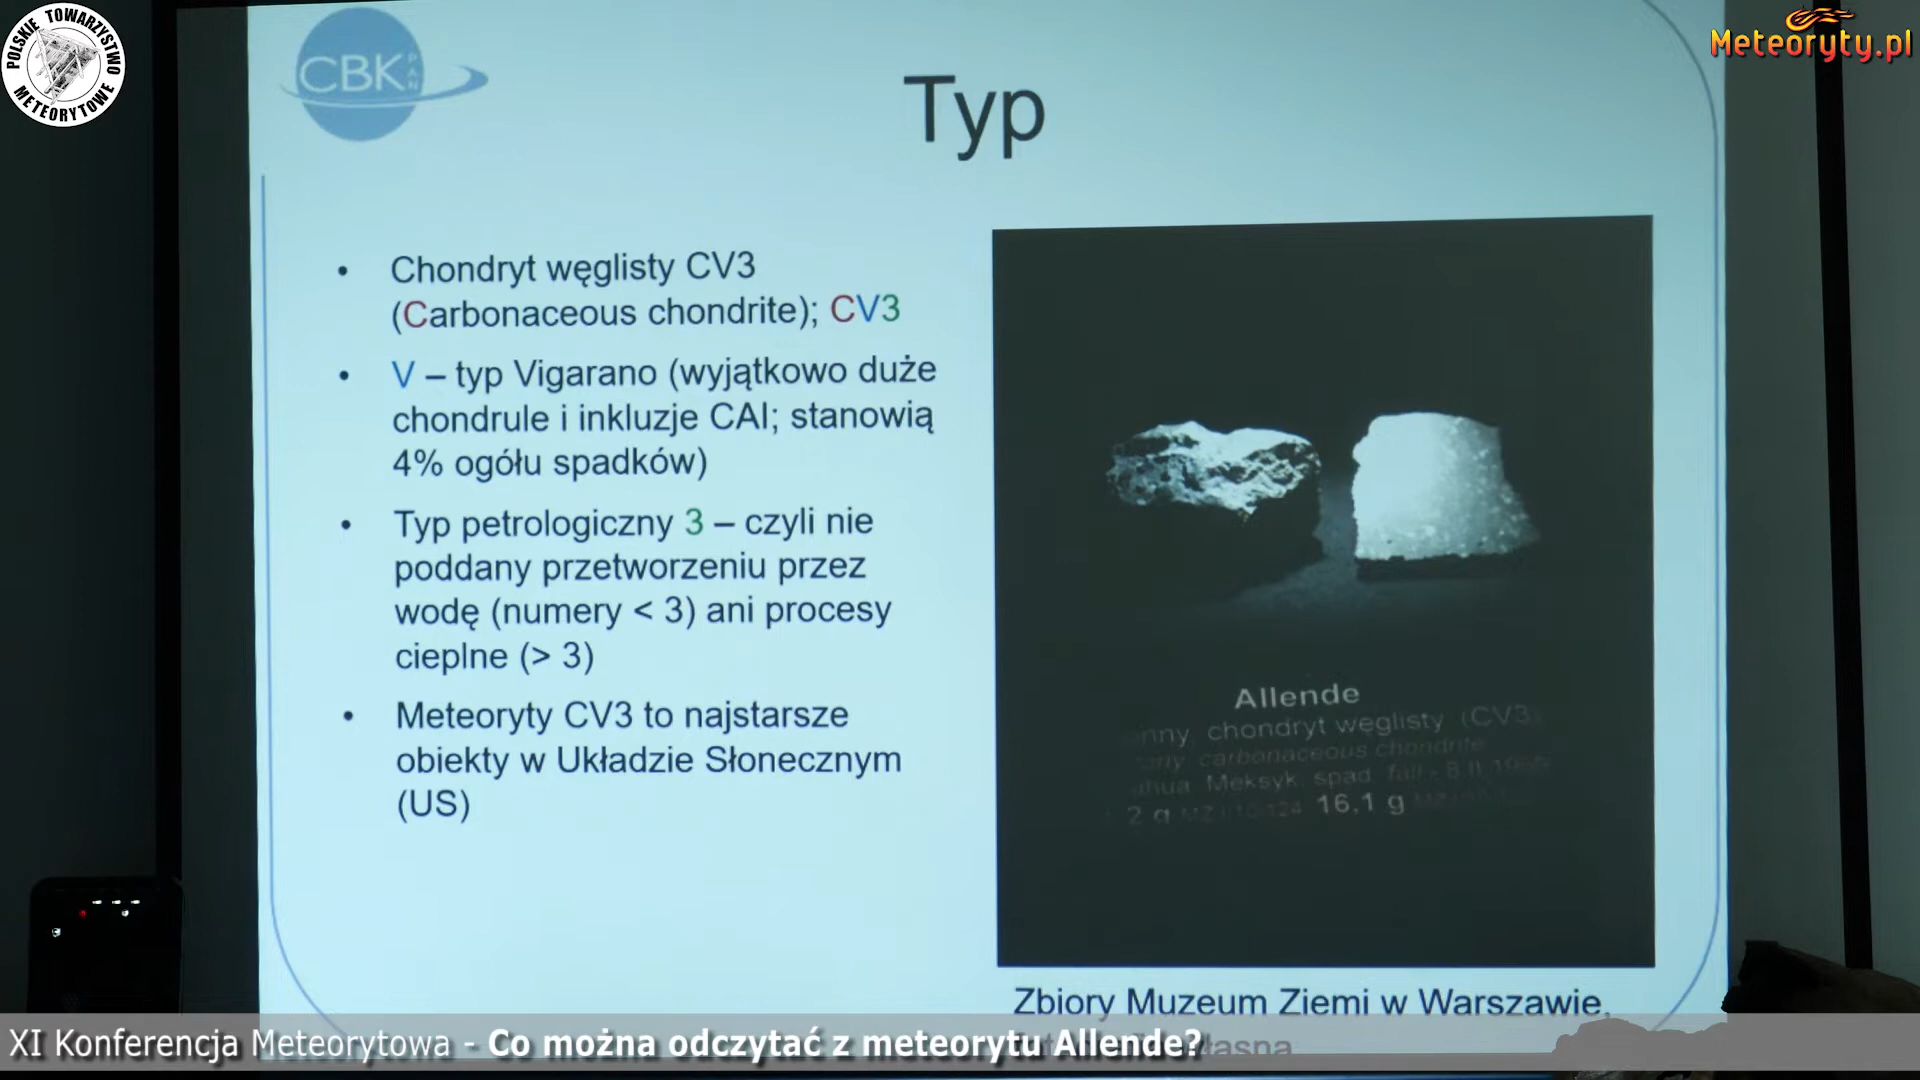 POLSKIE TOWARZYSTWO
METEORYTOWE
Meteoryty.pl
CBK
PAN
Typ
• Chondryt węglisty CV3
(Carbonaceous chondrite); CV3
• V – typ Vigarano (wyjątkowo duże
chondrule i inkluzje CAI; stanowią
4% ogółu spadków)
• Typ petrologiczny 3 – czyli nie
poddany przetworzeniu przez
wodę (numery < 3) ani procesy
cieplne (> 3)
• Meteoryty CV3 to najstarsze
obiekty w Układzie Słonecznym
(US)
Allende
chondryt węglisty (CV3)
carbonaceous chondrite
Meksyk spad fall
2 g 16,1 g
Zbiory Muzeum Ziemi w Warszawie,
XI Konferencja Meteorytowa - Co można odczytać z meteorytu Allende?